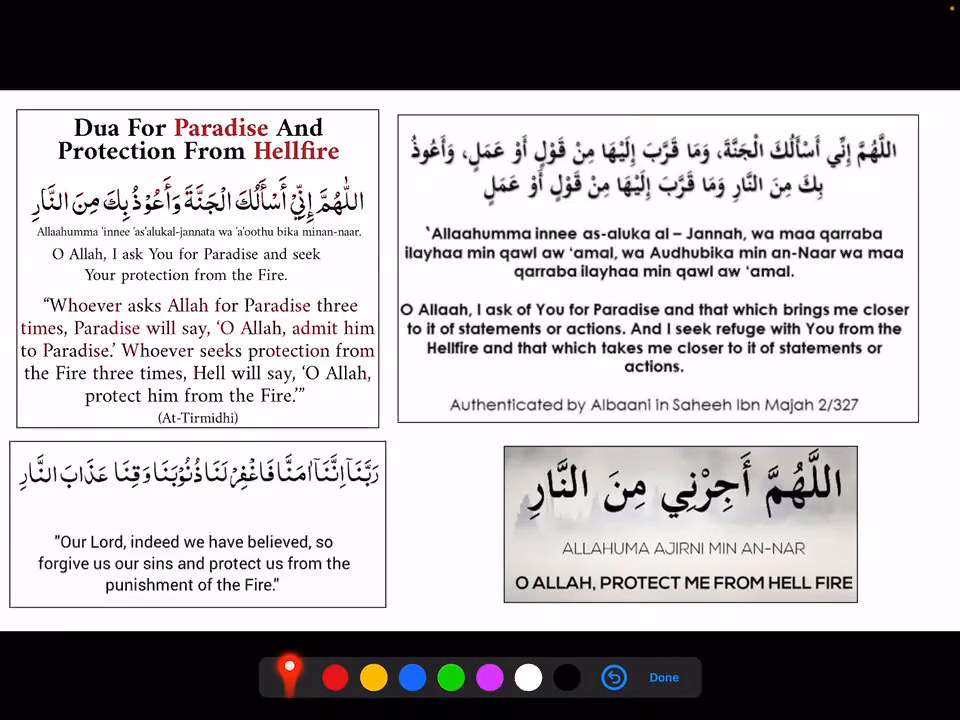 Dua For Paradise And
Protection From Hellfire
اللّٰهُمَّ إِنِّيْ أَسْأَلُكَ الْجَنَّةَ وَأَعُوْذُ بِكَ مِنَ النَّارِ
Allaahumma 'innee 'as'alukal-jannata wa 'a'oothu bika minan-naar.
O Allah, I ask You for Paradise and seek
Your protection from the Fire.
“Whoever asks Allah for Paradise three
times, Paradise will say, ‘O Allah, admit him
to Paradise.’ Whoever seeks protection from
the Fire three times, Hell will say, ‘O Allah,
protect him from the Fire.’”
(At-Tirmidhi)
اللَّهُمَّ إِنِّي أَسْأَلُكَ الْجَنَّةَ، وَمَا قَرَّبَ إِلَيْهَا مِنْ قَوْلٍ أَوْ عَمَلٍ، وَأَعُوذُ
بِكَ مِنَ النَّارِ وَمَا قَرَّبَ إِلَيْهَا مِنْ قَوْلٍ أَوْ عَمَلٍ
‘Allaahumma innee as-aluka al – Jannah, wa maa qarraba
ilayhaa min qawl aw ‘amal, wa Audhubika min an-Naar wa maa
qarraba ilayhaa min qawl aw ‘amal.
O Allaah, I ask of You for Paradise and that which brings me closer
to it of statements or actions. And I seek refuge with You from the
Hellfire and that which takes me closer to it of statements or
actions.
Authenticated by Albaani in Saheeh Ibn Majah 2/327
رَبَّنَآ اِنَّنَآ اٰمَنَّا فَاغْفِرْ لَنَا ذُنُوْبَنَا وَقِنَا عَذَابَ النَّارِ
"Our Lord, indeed we have believed, so
forgive us our sins and protect us from the
punishment of the Fire."
اللَّهُمَّ أَجِرْنِي مِنَ النَّارِ
ALLAHUMA AJIRNI MIN AN-NAR
O ALLAH, PROTECT ME FROM HELL FIRE
Done